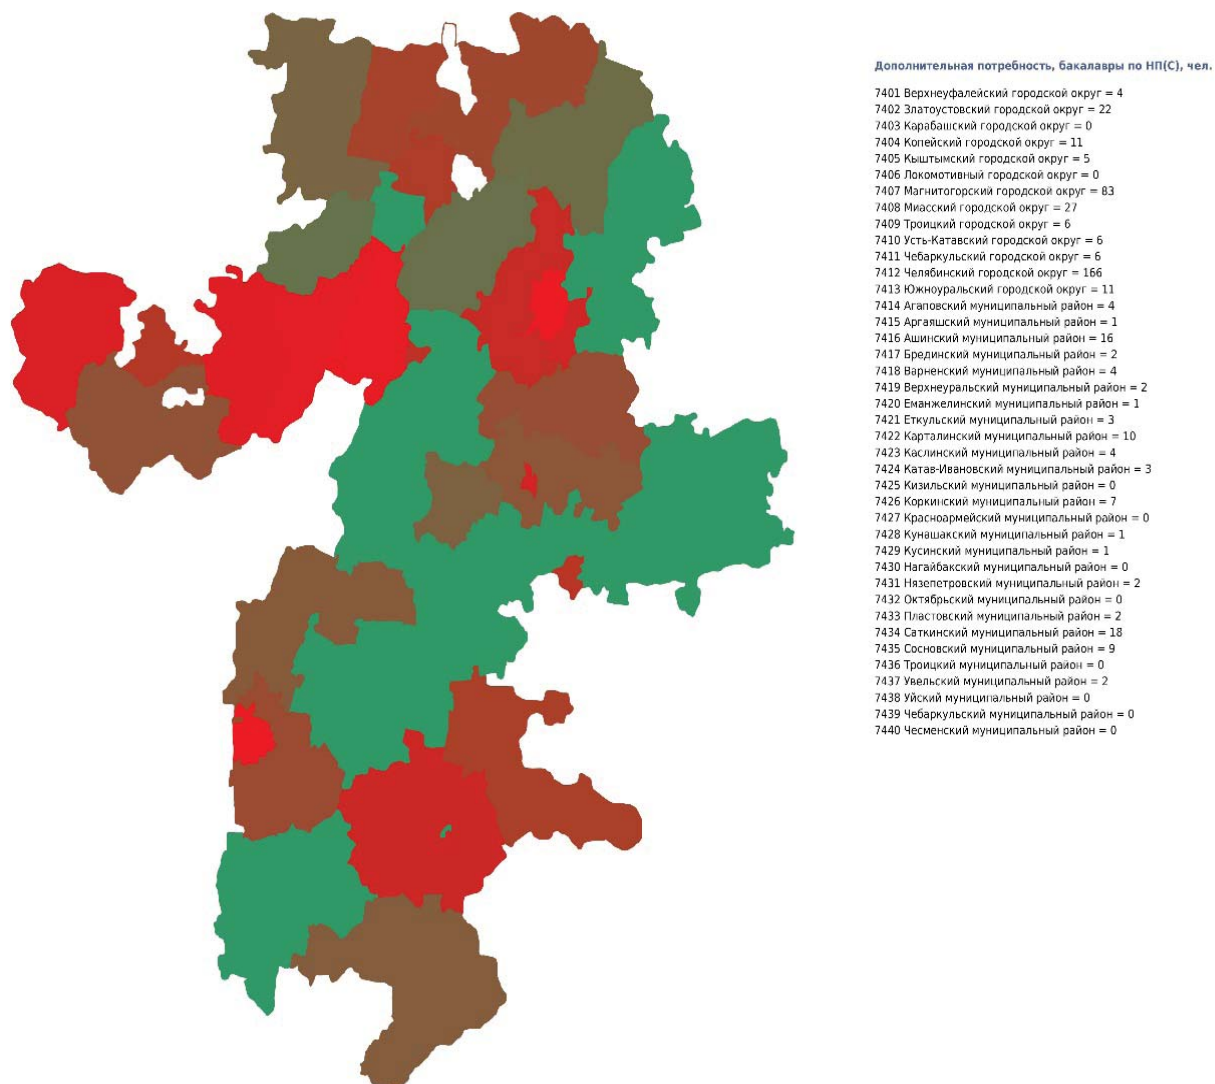 Дополнительная потребность, бакалавры по НП(С), чел.
7401 Верхнеуфалейский городской округ = 4
7402 Златоустовский городской округ = 22
7403 Карабашский городской округ = 0
7404 Копейский городской округ = 11
7405 Кыштымский городской округ = 5
7406 Локомотивный городской округ = 0
7407 Магнитогорский городской округ = 83
7408 Миасский городской округ = 27
7409 Троицкий городской округ = 6
7410 Усть-Катавский городской округ = 6
7411 Чебаркульский городской округ = 6
7412 Челябинский городской округ = 166
7413 Южноуральский городской округ = 11
7414 Агаповский муниципальный район = 4
7415 Аргаяшский муниципальный район = 1
7416 Ашинский муниципальный район = 16
7417 Брединский муниципальный район = 2
7418 Варненский муниципальный район = 4
7419 Верхнеуральский муниципальный район = 2
7420 Еманжелинский муниципальный район = 1
7421 Еткульский муниципальный район = 3
7422 Карталинский муниципальный район = 10
7423 Каслинский муниципальный район = 4
7424 Катав-Ивановский муниципальный район = 3
7425 Кизильский муниципальный район = 0
7426 Коркинский муниципальный район = 7
7427 Красноармейский муниципальный район = 0
7428 Кунашакский муниципальный район = 1
7429 Кусинский муниципальный район = 1
7430 Нагайбакский муниципальный район = 0
7431 Нязепетровский муниципальный район = 2
7432 Октябрьский муниципальный район = 0
7433 Пластовский муниципальный район = 2
7434 Саткинский муниципальный район = 18
7435 Сосновский муниципальный район = 9
7436 Троицкий муниципальный район = 0
7437 Увельский муниципальный район = 2
7438 Уйский муниципальный район = 0
7439 Чебаркульский муниципальный район = 0
7440 Чесменский муниципальный район = 0